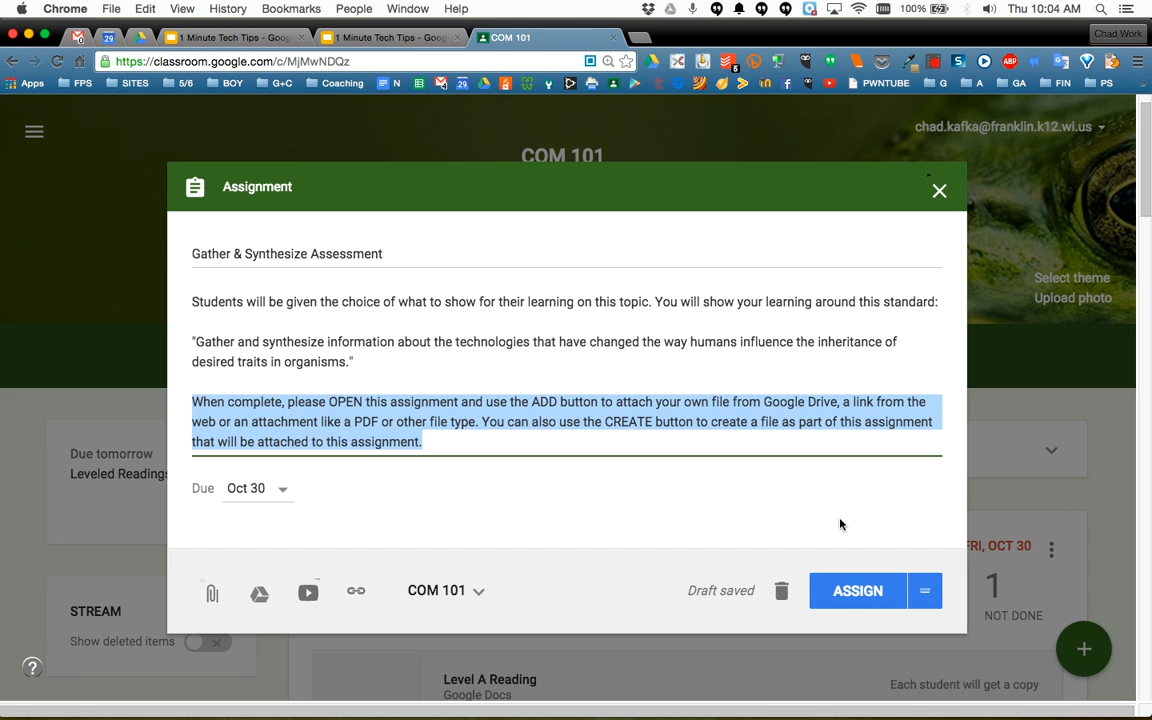 Chrome File Edit View History Bookmarks People Window Help 100% Thu 10:04 AM
1 Minute Tech Tips - Goog 1 Minute Tech Tips - Goog COM 101 Chad Work
https://classroom.google.com/c/MjMwNDQz
Apps FPS SITES 5/6 BOY G+C Coaching N PWNTUBE G A GA FIN PS
chad.kafka@franklin.k12.wi.us
COM 101
Assignment
Select theme
Upload photo
Gather & Synthesize Assessment
Students will be given the choice of what to show for their learning on this topic. You will show your learning around this standard:
"Gather and synthesize information about the technologies that have changed the way humans influence the inheritance of
desired traits in organisms."
When complete, please OPEN this assignment and use the ADD button to attach your own file from Google Drive, a link from the
web or an attachment like a PDF or other file type. You can also use the CREATE button to create a file as part of this assignment
that will be attached to this assignment.
Due Oct 30
COM 101 Draft saved ASSIGN
Due tomorrow
Leveled Readings
STREAM
Show deleted items
FRI, OCT 30
1
NOT DONE
Level A Reading
Google Docs
Each student will get a copy